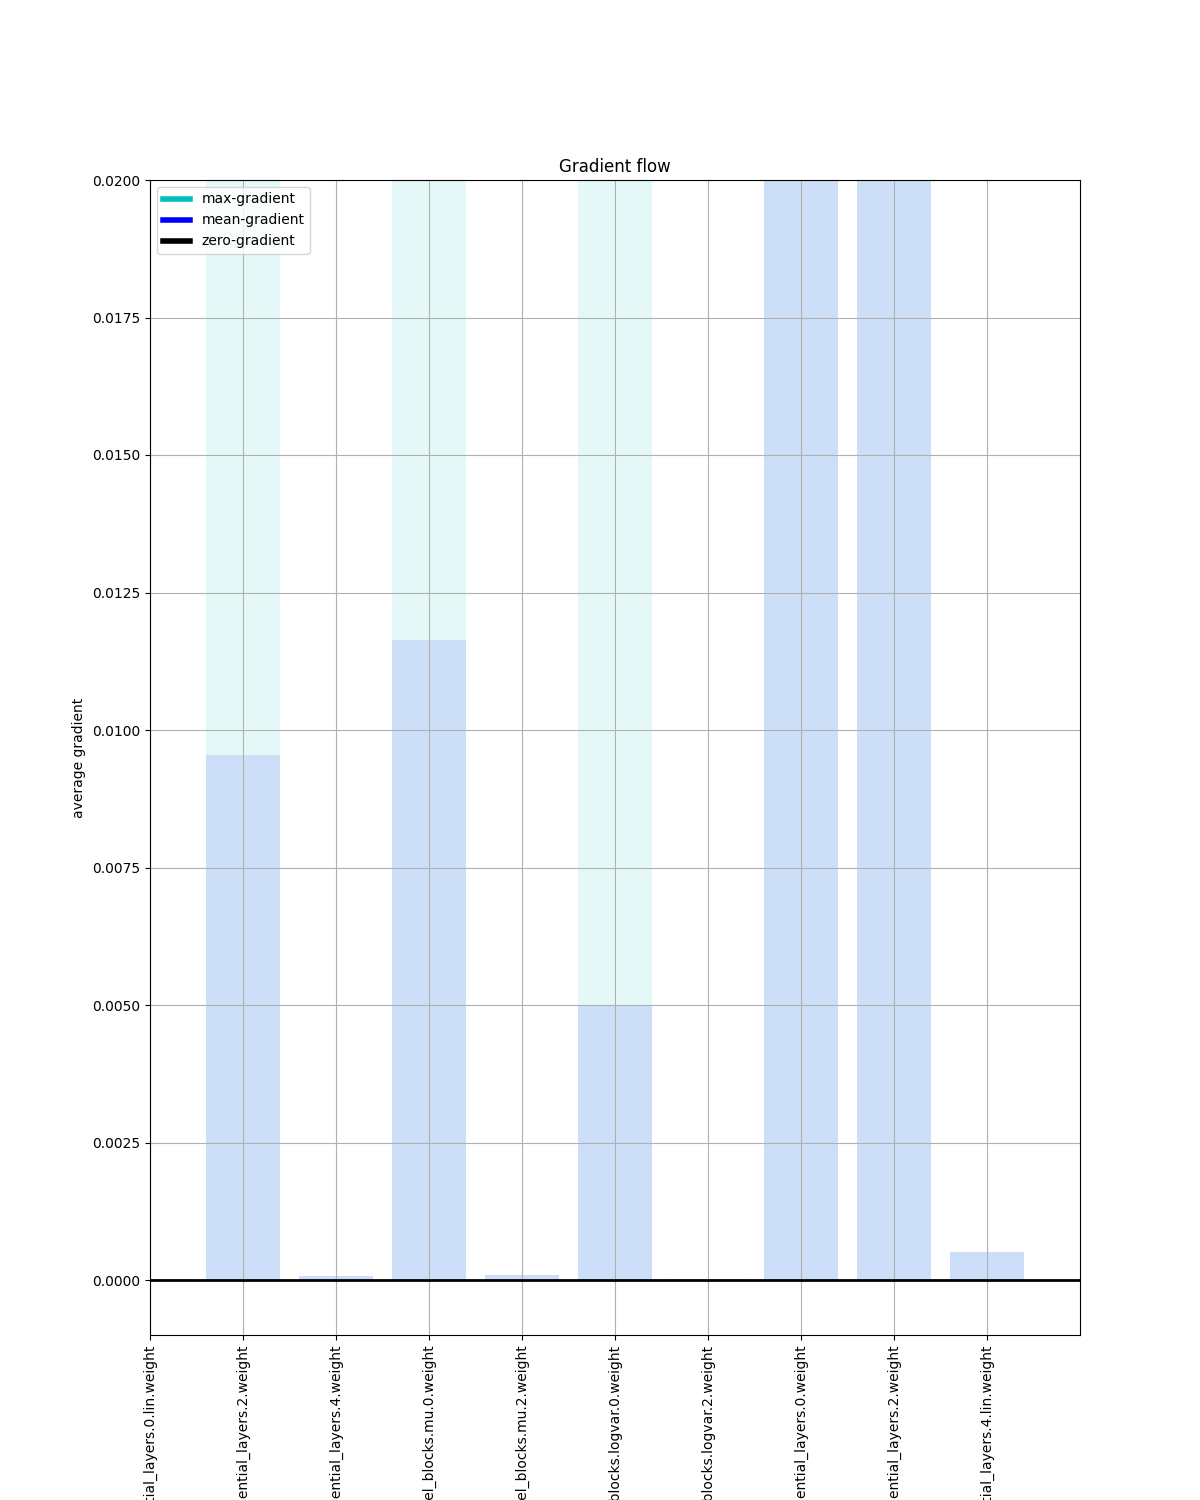 Gradient flow
max-gradient
mean-gradient
zero-gradient
average gradient
0.0200
0.0175
0.0150
0.0125
0.0100
0.0075
0.0050
0.0025
0.0000
tial_layers.0.lin.weight
ential_layers.2.weight
ential_layers.4.weight
el_blocks.mu.0.weight
el_blocks.mu.2.weight
blocks.logvar.0.weight
blocks.logvar.2.weight
ential_layers.0.weight
ential_layers.2.weight
tial_layers.4.lin.weight